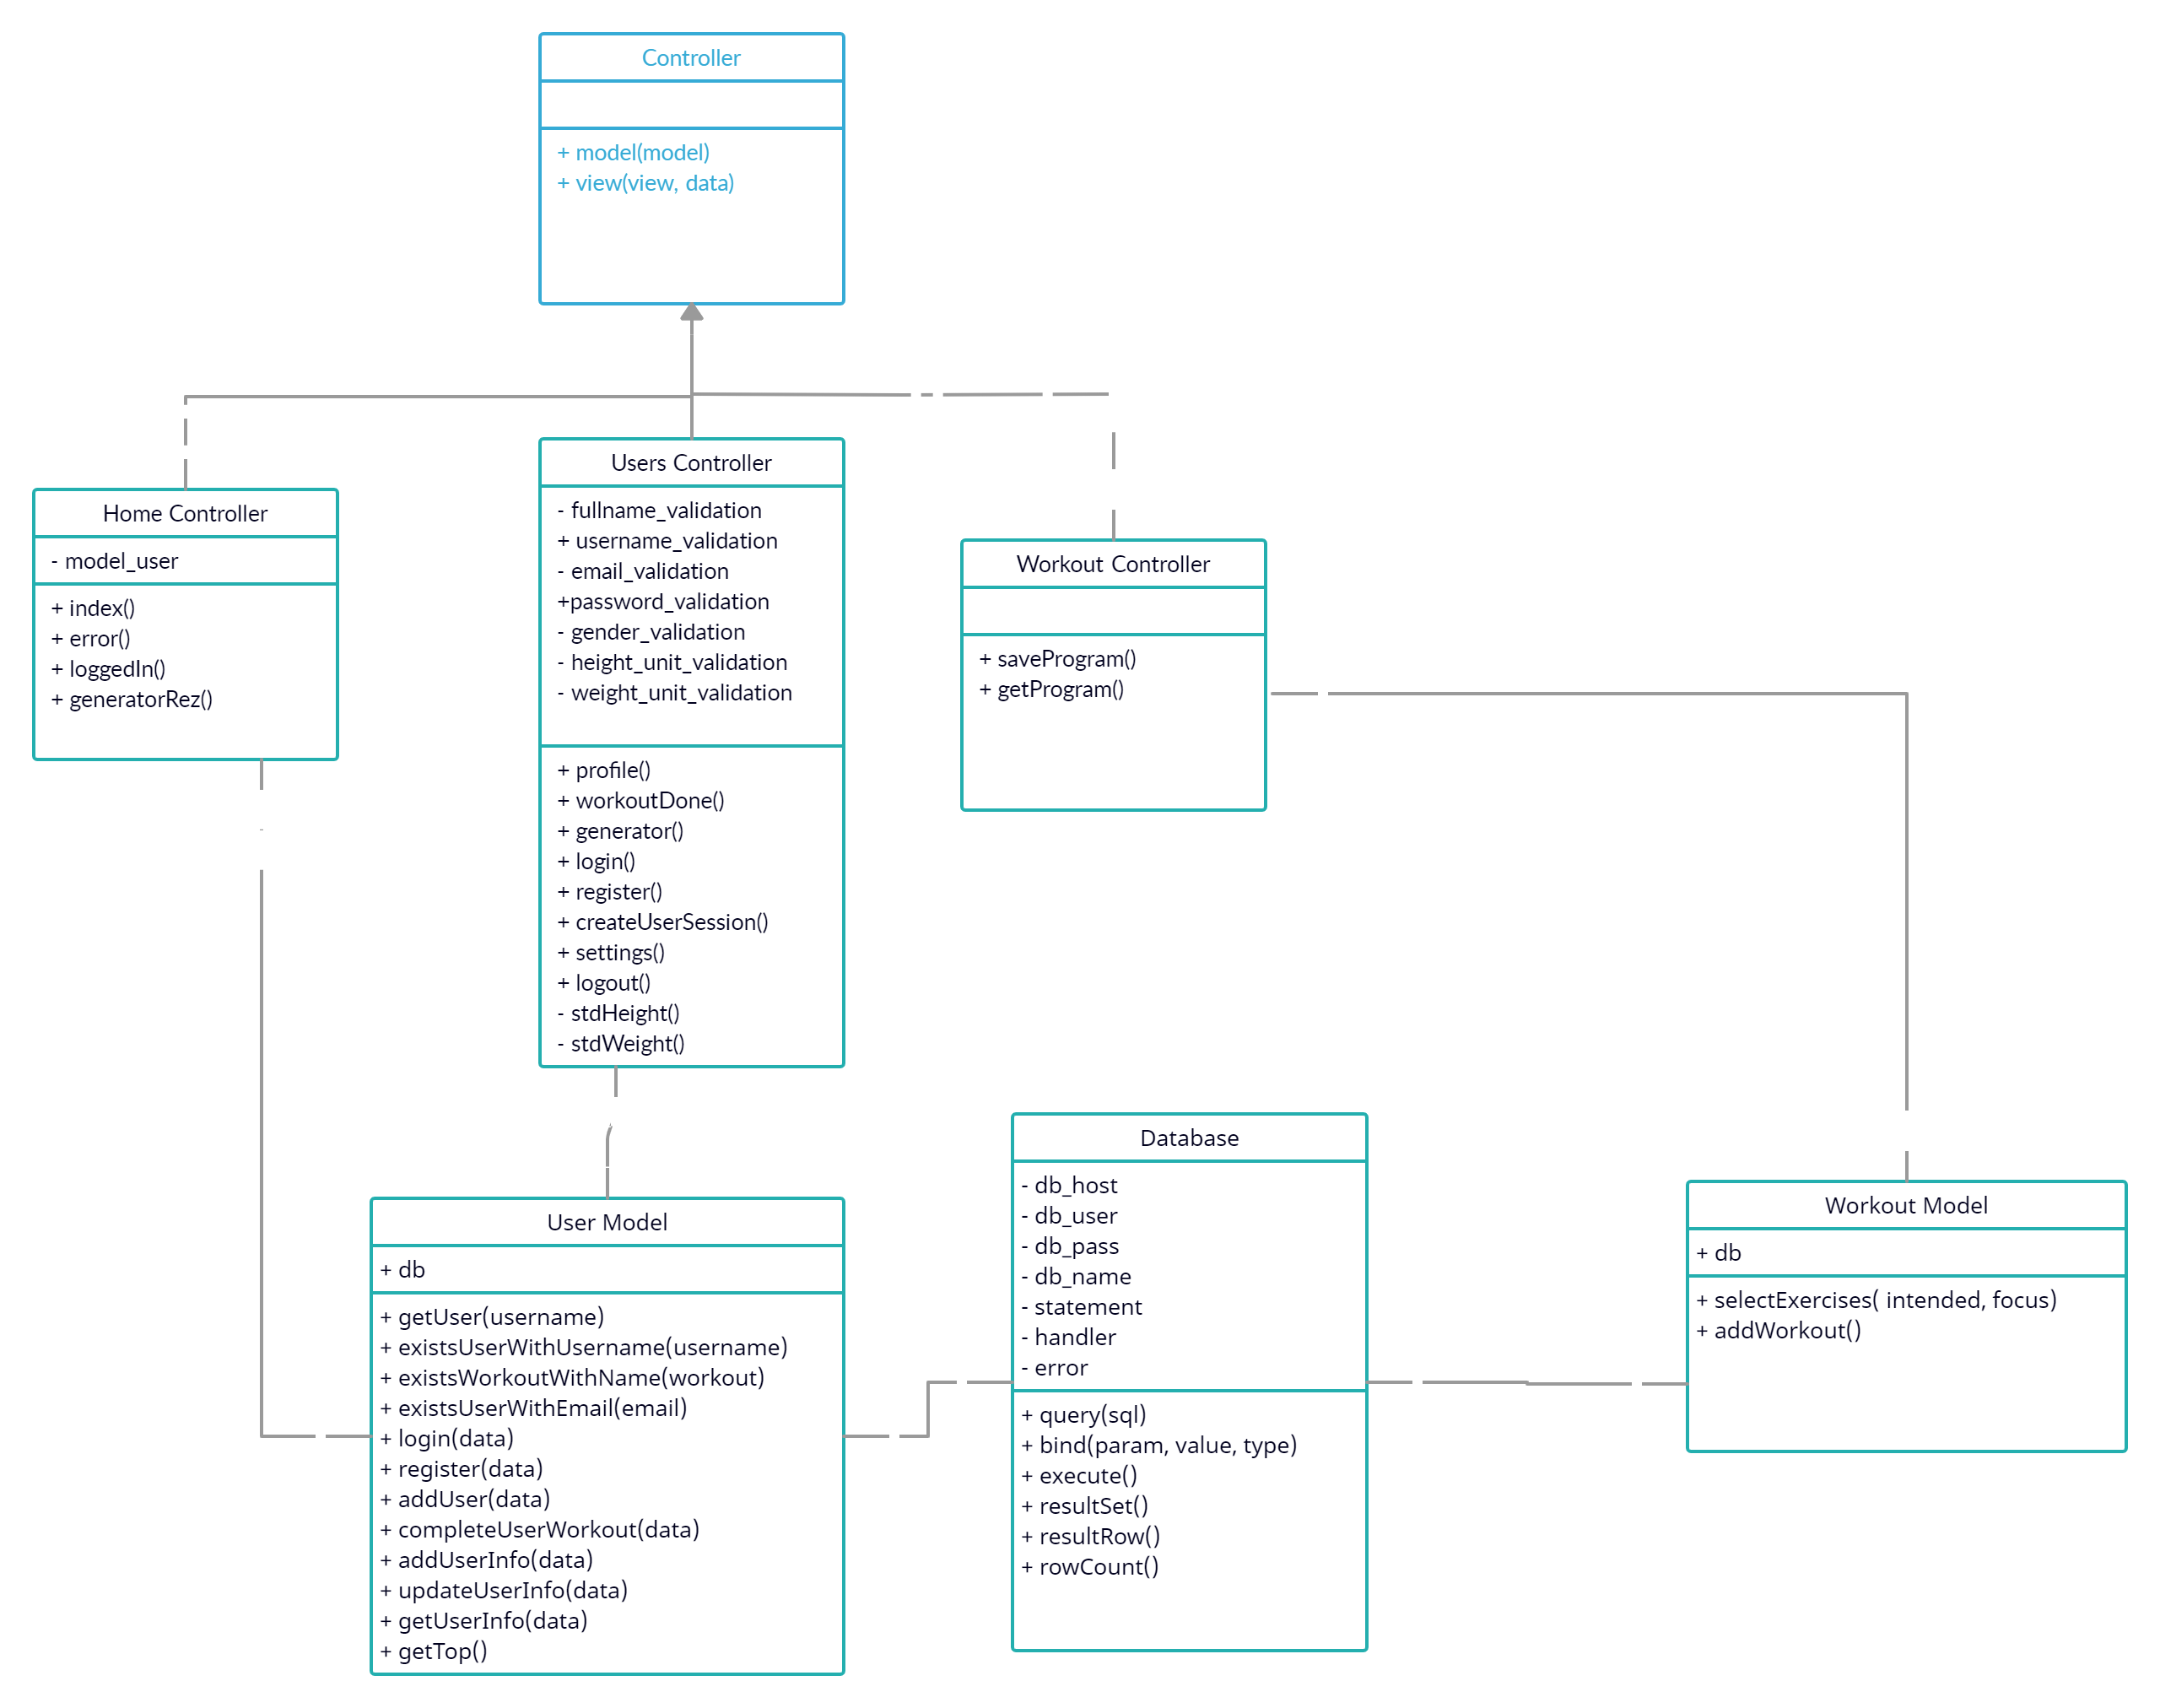 Controller
+ model(model)
+ view(view, data)
Home Controller
- model_user
+ index()
+ error()
+ loggedIn()
+ generatorRez()
Users Controller
- fullname_validation
+ username_validation
- email_validation
+password_validation
- gender_validation
- height_unit_validation
- weight_unit_validation
+ profile()
+ workoutDone()
+ generator()
+ login()
+ register()
+ createUserSession()
+ settings()
+ logout()
- stdHeight()
- stdWeight()
Workout Controller
+ saveProgram()
+ getProgram()
User Model
+ db
+ getUser(username)
+ existsUserWithUsername(username)
+ existsWorkoutWithName(workout)
+ existsUserWithEmail(email)
+ login(data)
+ register(data)
+ addUser(data)
+ completeUserWorkout(data)
+ addUserInfo(data)
+ updateUserInfo(data)
+ getUserInfo(data)
+ getTop()
Database
- db_host
- db_user
- db_pass
- db_name
- statement
- handler
- error
+ query(sql)
+ bind(param, value, type)
+ execute()
+ resultSet()
+ resultRow()
+ rowCount()
Workout Model
+ db
+ selectExercises( intended, focus)
+ addWorkout()